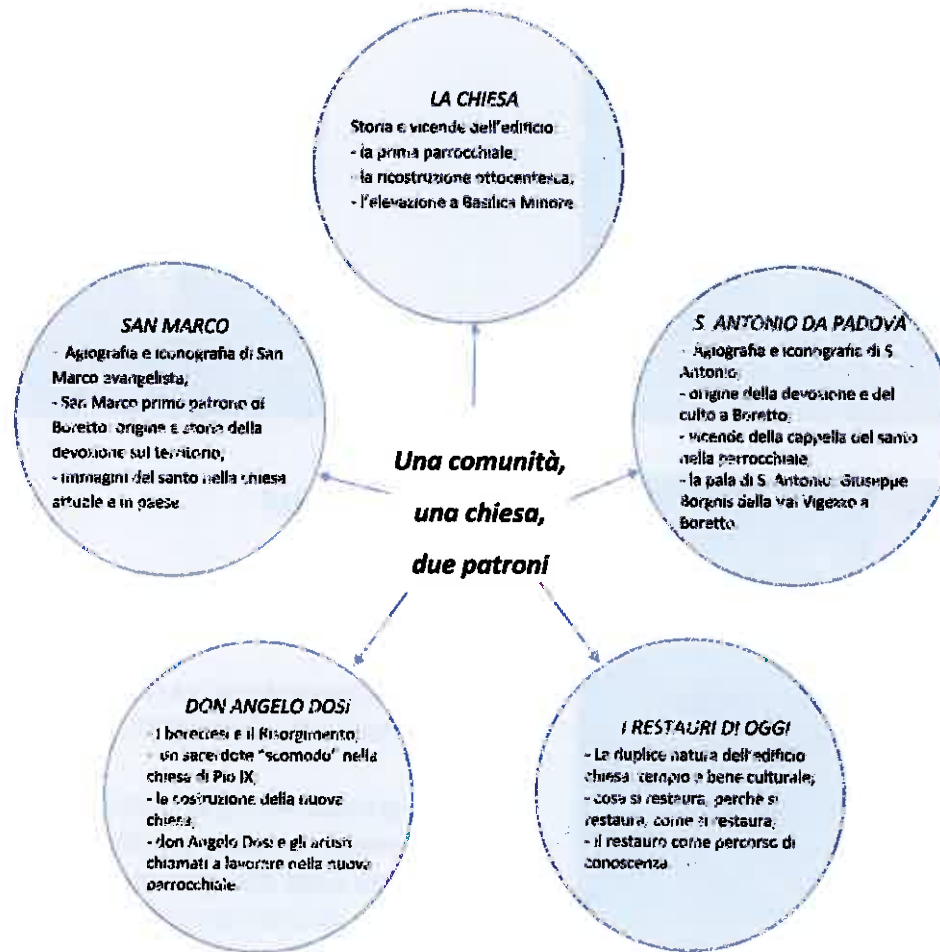 LA CHIESA
Storia e vicende dell'edificio:
- la prima parrocchiale;
- la ricostruzione ottocentesca;
- l'elevazione a Basilica Minore
SAN MARCO
- Agiografia e iconografia di San
Marco evangelista;
- San Marco primo patrono di
Boretto: origine e storia della
devozione sul territorio;
- immagini del santo nella chiesa
attuale e in paese
S. ANTONIO DA PADOVA
- Agiografia e iconografia di S.
Antonio;
- origine della devozione e del
culto a Boretto;
- vicende della cappella del santo
nella parrocchiale;
- la pala di S. Antonio: Giuseppe
Borgnis dalla Val Vigezzo a
Boretto.
Una comunità,
una chiesa,
due patroni
DON ANGELO DOSI
- I borettesi e il Risorgimento;
- un sacerdote "scomodo" nella
chiesa di Pio IX;
- la costruzione della nuova
chiesa;
- don Angelo Dosi e gli artisti
chiamati a lavorare nella nuova
parrocchiale.
I RESTAURI DI OGGI
- La duplice natura dell'edificio
chiesa: tempio e bene culturale;
- cosa si restaura, perché si
restaura, come si restaura;
- il restauro come percorso di
conoscenza.